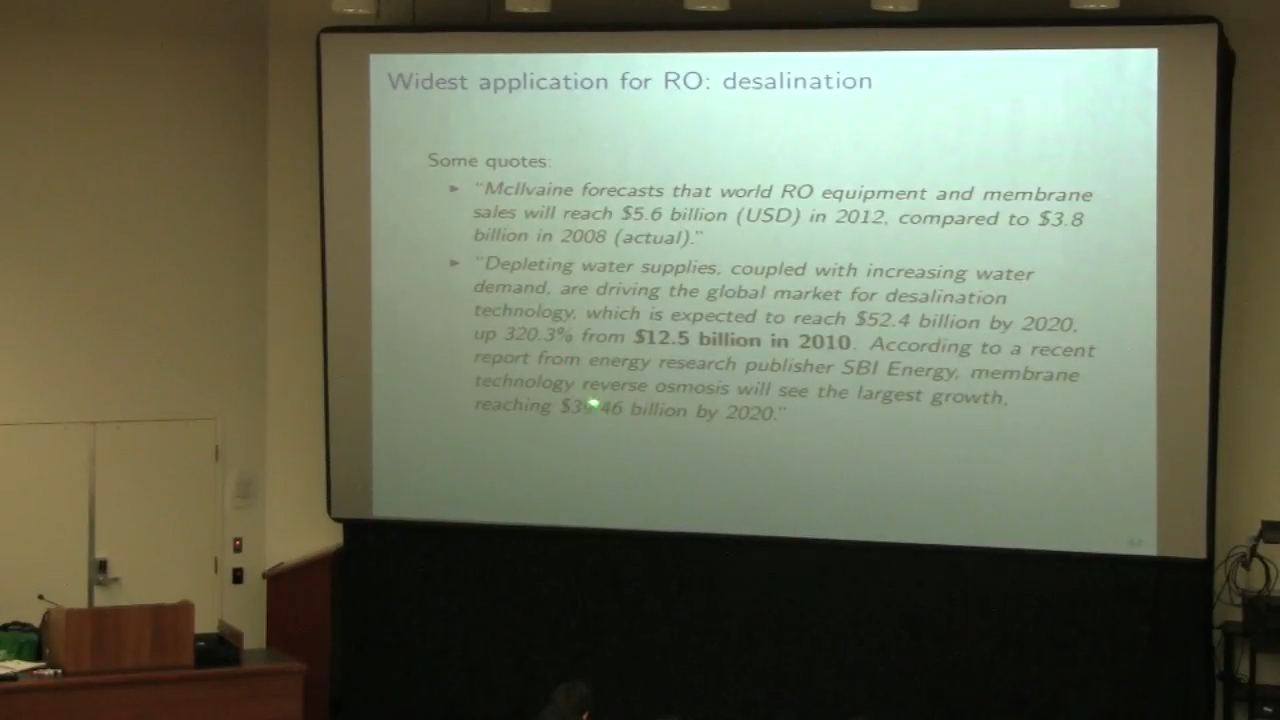 Widest application for RO: desalination
Some quotes:
► "McIlvaine forecasts that world RO equipment and membrane
sales will reach $5.6 billion (USD) in 2012, compared to $3.8
billion in 2008 (actual)."
► "Depleting water supplies, coupled with increasing water
demand, are driving the global market for desalination
technology, which is expected to reach $52.4 billion by 2020,
up 320.3% from $12.5 billion in 2010. According to a recent
report from energy research publisher SBI Energy, membrane
technology reverse osmosis will see the largest growth,
reaching billion by 2020."